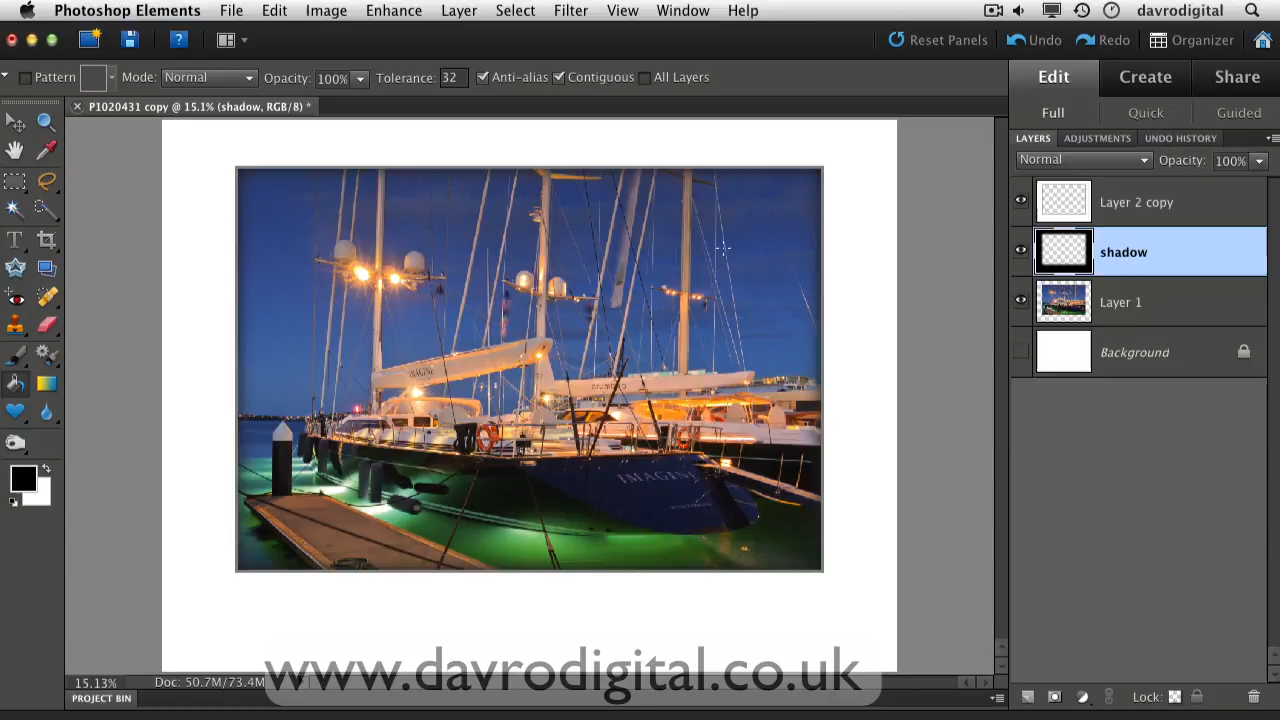 Photoshop Elements File Edit Image Enhance Layer Select Filter View Window Help davrodigital
Reset Panels Undo Redo Organizer
Pattern Mode: Normal Opacity: 100% Tolerance: 32 Anti-alias Contiguous All Layers
Edit Create Share
P1020431 copy @ 15.1% (shadow, RGB/8) *
Full Quick Guided
LAYERS ADJUSTMENTS UNDO HISTORY
Normal Opacity: 100%
Layer 2 copy
shadow
Layer 1
Background
IMAGINE
IMAGINE
www.davrodigital.co.uk
15.13% Doc: 50.7M/73.4M
PROJECT BIN
Lock: